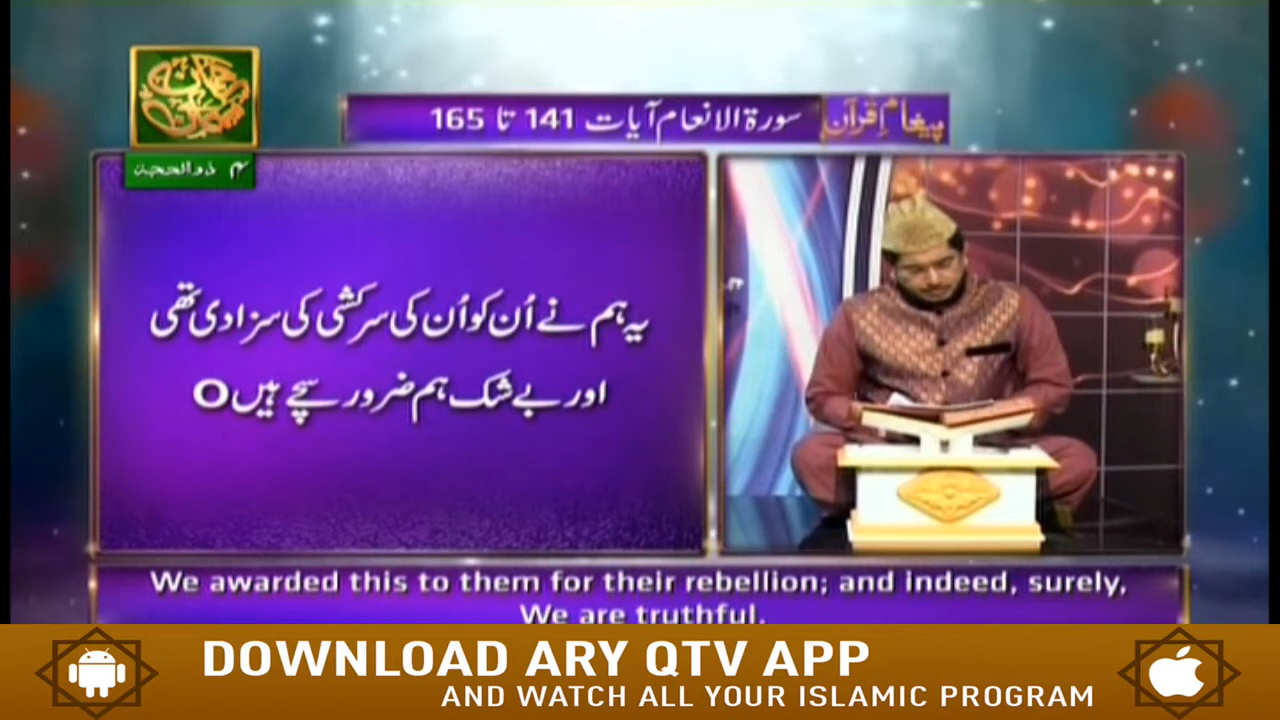 پیغامِ قرآن
سورۃ الانعام آیات 141 تا 165
۴ ذوالحجہ
یہ ہم نے اُن کو اُن کی سرکشی کی سزا دی تھی
اور بے شک ہم ضرور سچے ہیں O
We awarded this to them for their rebellion; and indeed, surely,
We are truthful.
DOWNLOAD ARY QTV APP
AND WATCH ALL YOUR ISLAMIC PROGRAM